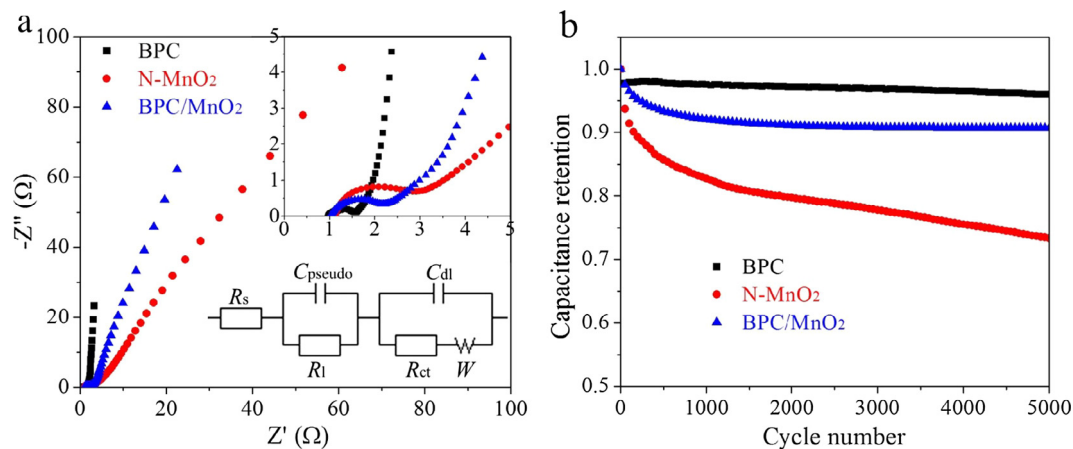 a
100
80
60
40
20
0
-Z" (Ω)
BPC
N-MnO₂
BPC/MnO₂
5
4
3
2
1
0
0 1 2 3 4 5
Cpseudo
Cdl
Rs
Rl
Rct
W
0 20 40 60 80 100
Z' (Ω)
b
1.0
0.9
0.8
0.7
0.6
0.5
Capacitance retention
BPC
N-MnO₂
BPC/MnO₂
0 1000 2000 3000 4000 5000
Cycle number